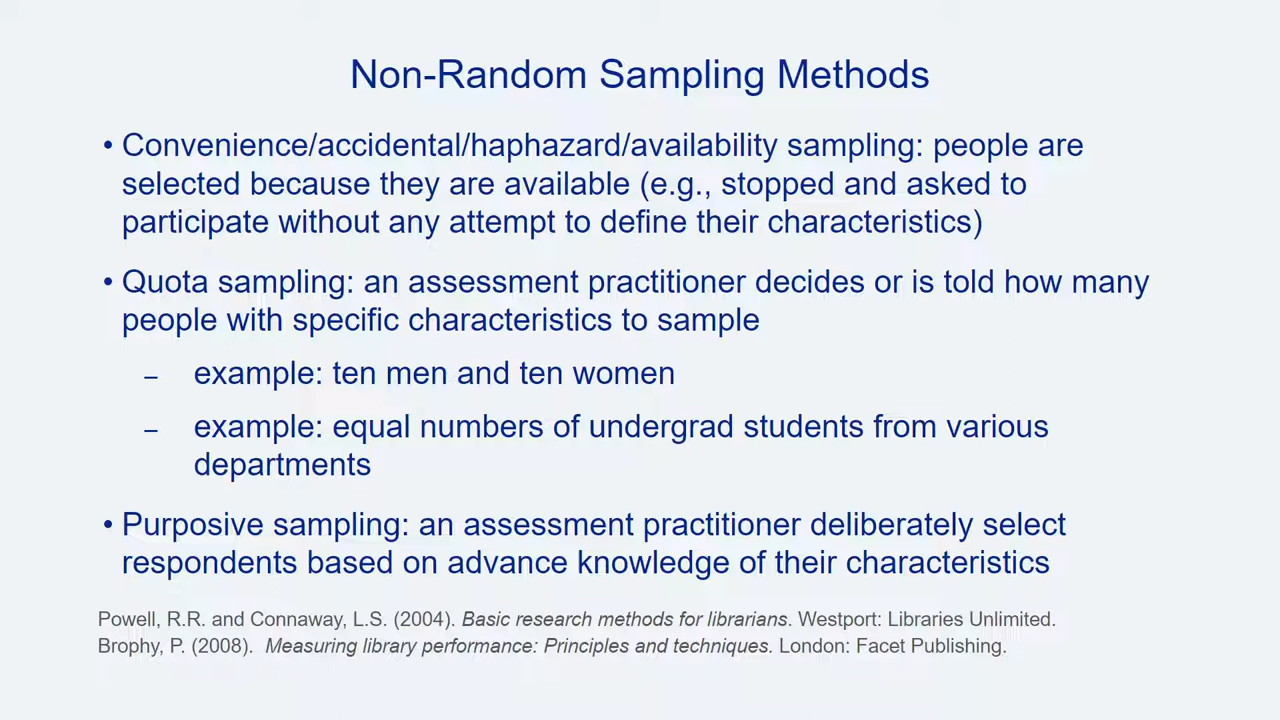 Non-Random Sampling Methods
• Convenience/accidental/haphazard/availability sampling: people are
selected because they are available (e.g., stopped and asked to
participate without any attempt to define their characteristics)
• Quota sampling: an assessment practitioner decides or is told how many
people with specific characteristics to sample
– example: ten men and ten women
– example: equal numbers of undergrad students from various
departments
• Purposive sampling: an assessment practitioner deliberately select
respondents based on advance knowledge of their characteristics
Powell, R.R. and Connaway, L.S. (2004). Basic research methods for librarians. Westport: Libraries Unlimited.
Brophy, P. (2008). Measuring library performance: Principles and techniques. London: Facet Publishing.